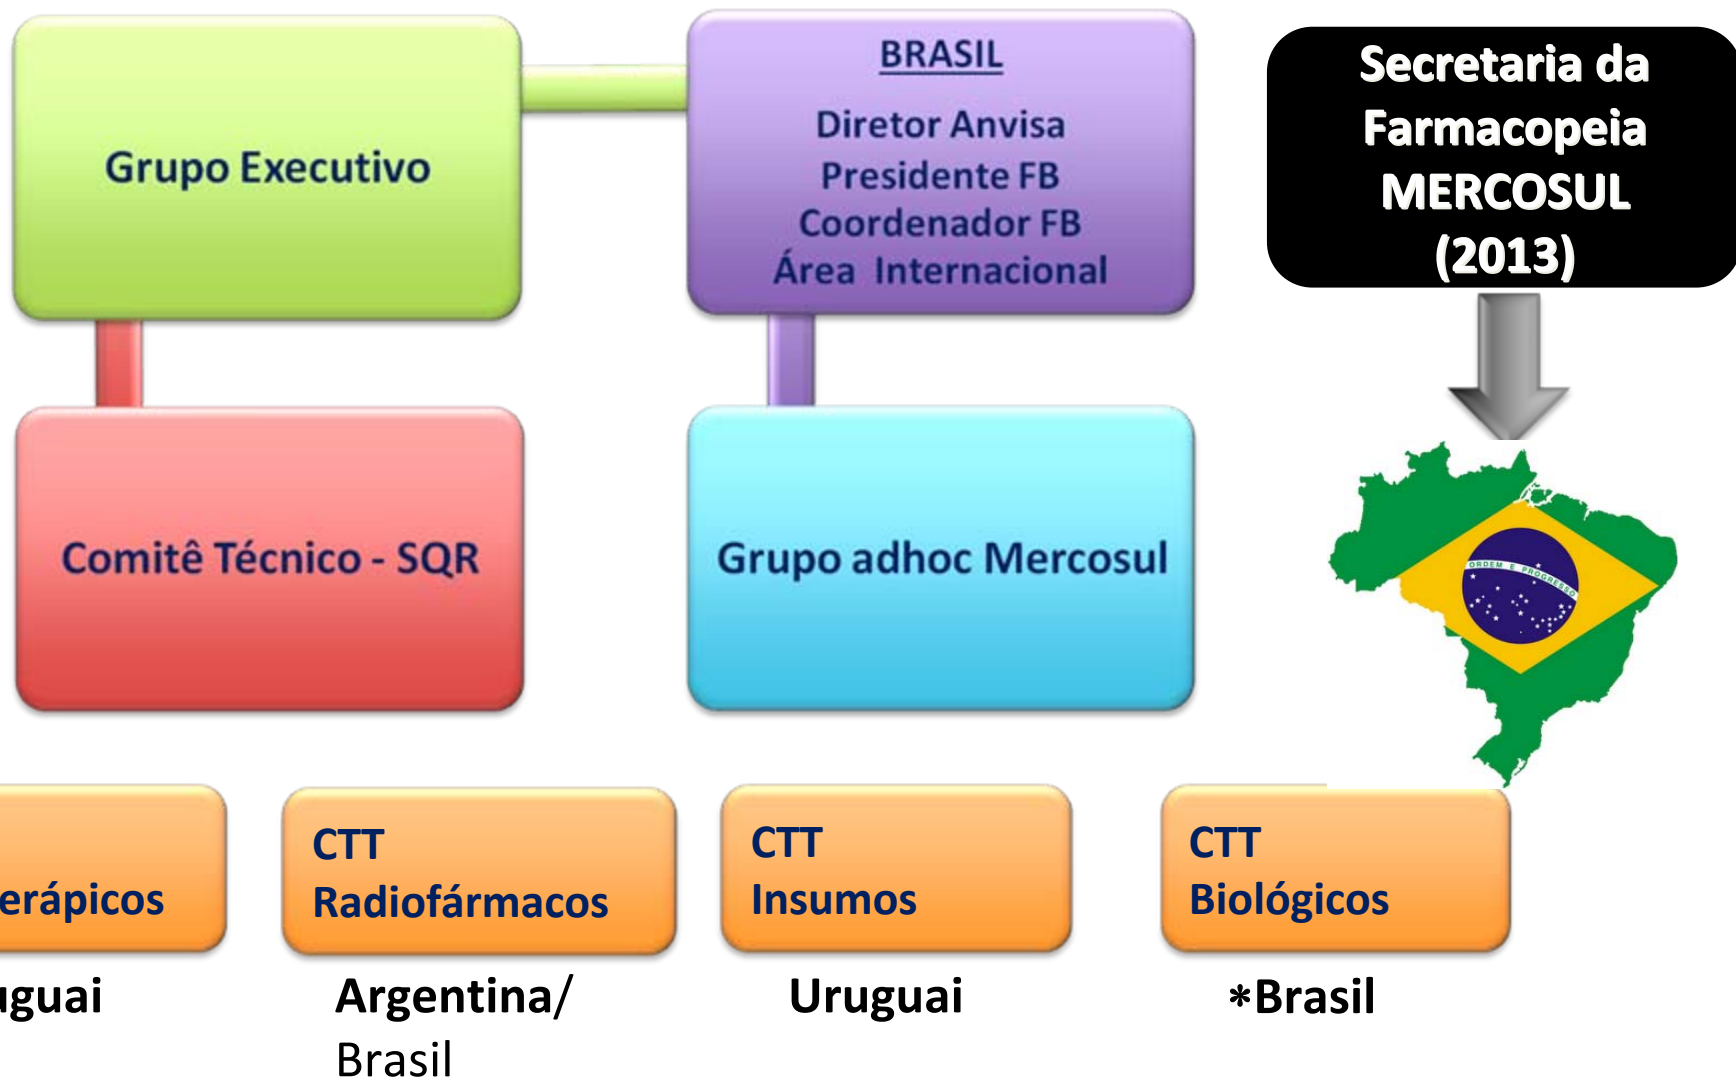 Grupo Executivo
BRASIL
Diretor Anvisa
Presidente FB
Coordenador FB
Área Internacional
Secretaria da
Farmacopeia
MERCOSUL
(2013)
Comitê Técnico - SQR
Grupo adhoc Mercosul
ORDEM E PROGRESSO
erápicos
uguai
CTT
Radiofármacos
Argentina/
Brasil
CTT
Insumos
Uruguai
CTT
Biológicos
*Brasil